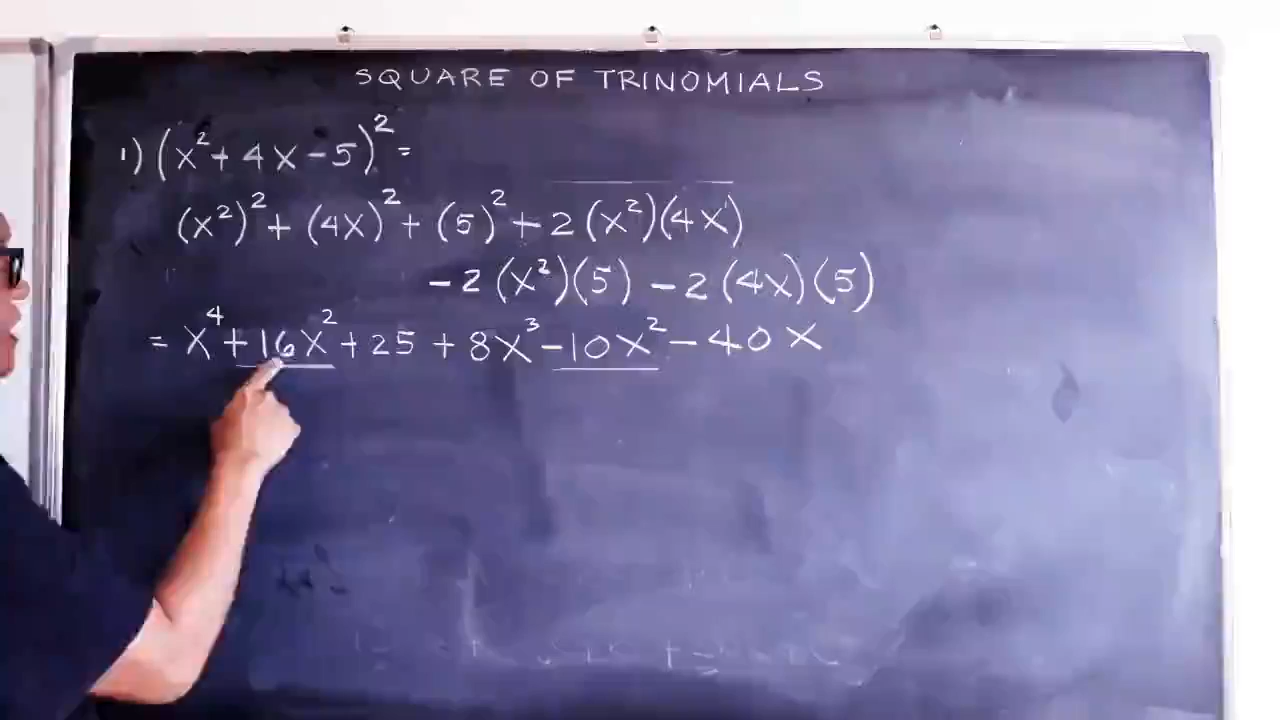 SQUARE OF TRINOMIALS
1) (x² + 4x - 5)² =
(x²)² + (4x)² + (5)² + 2(x²)(4x)
- 2(x²)(5) - 2(4x)(5)
= x⁴ + 16x² + 25 + 8x³ - 10x² - 40x